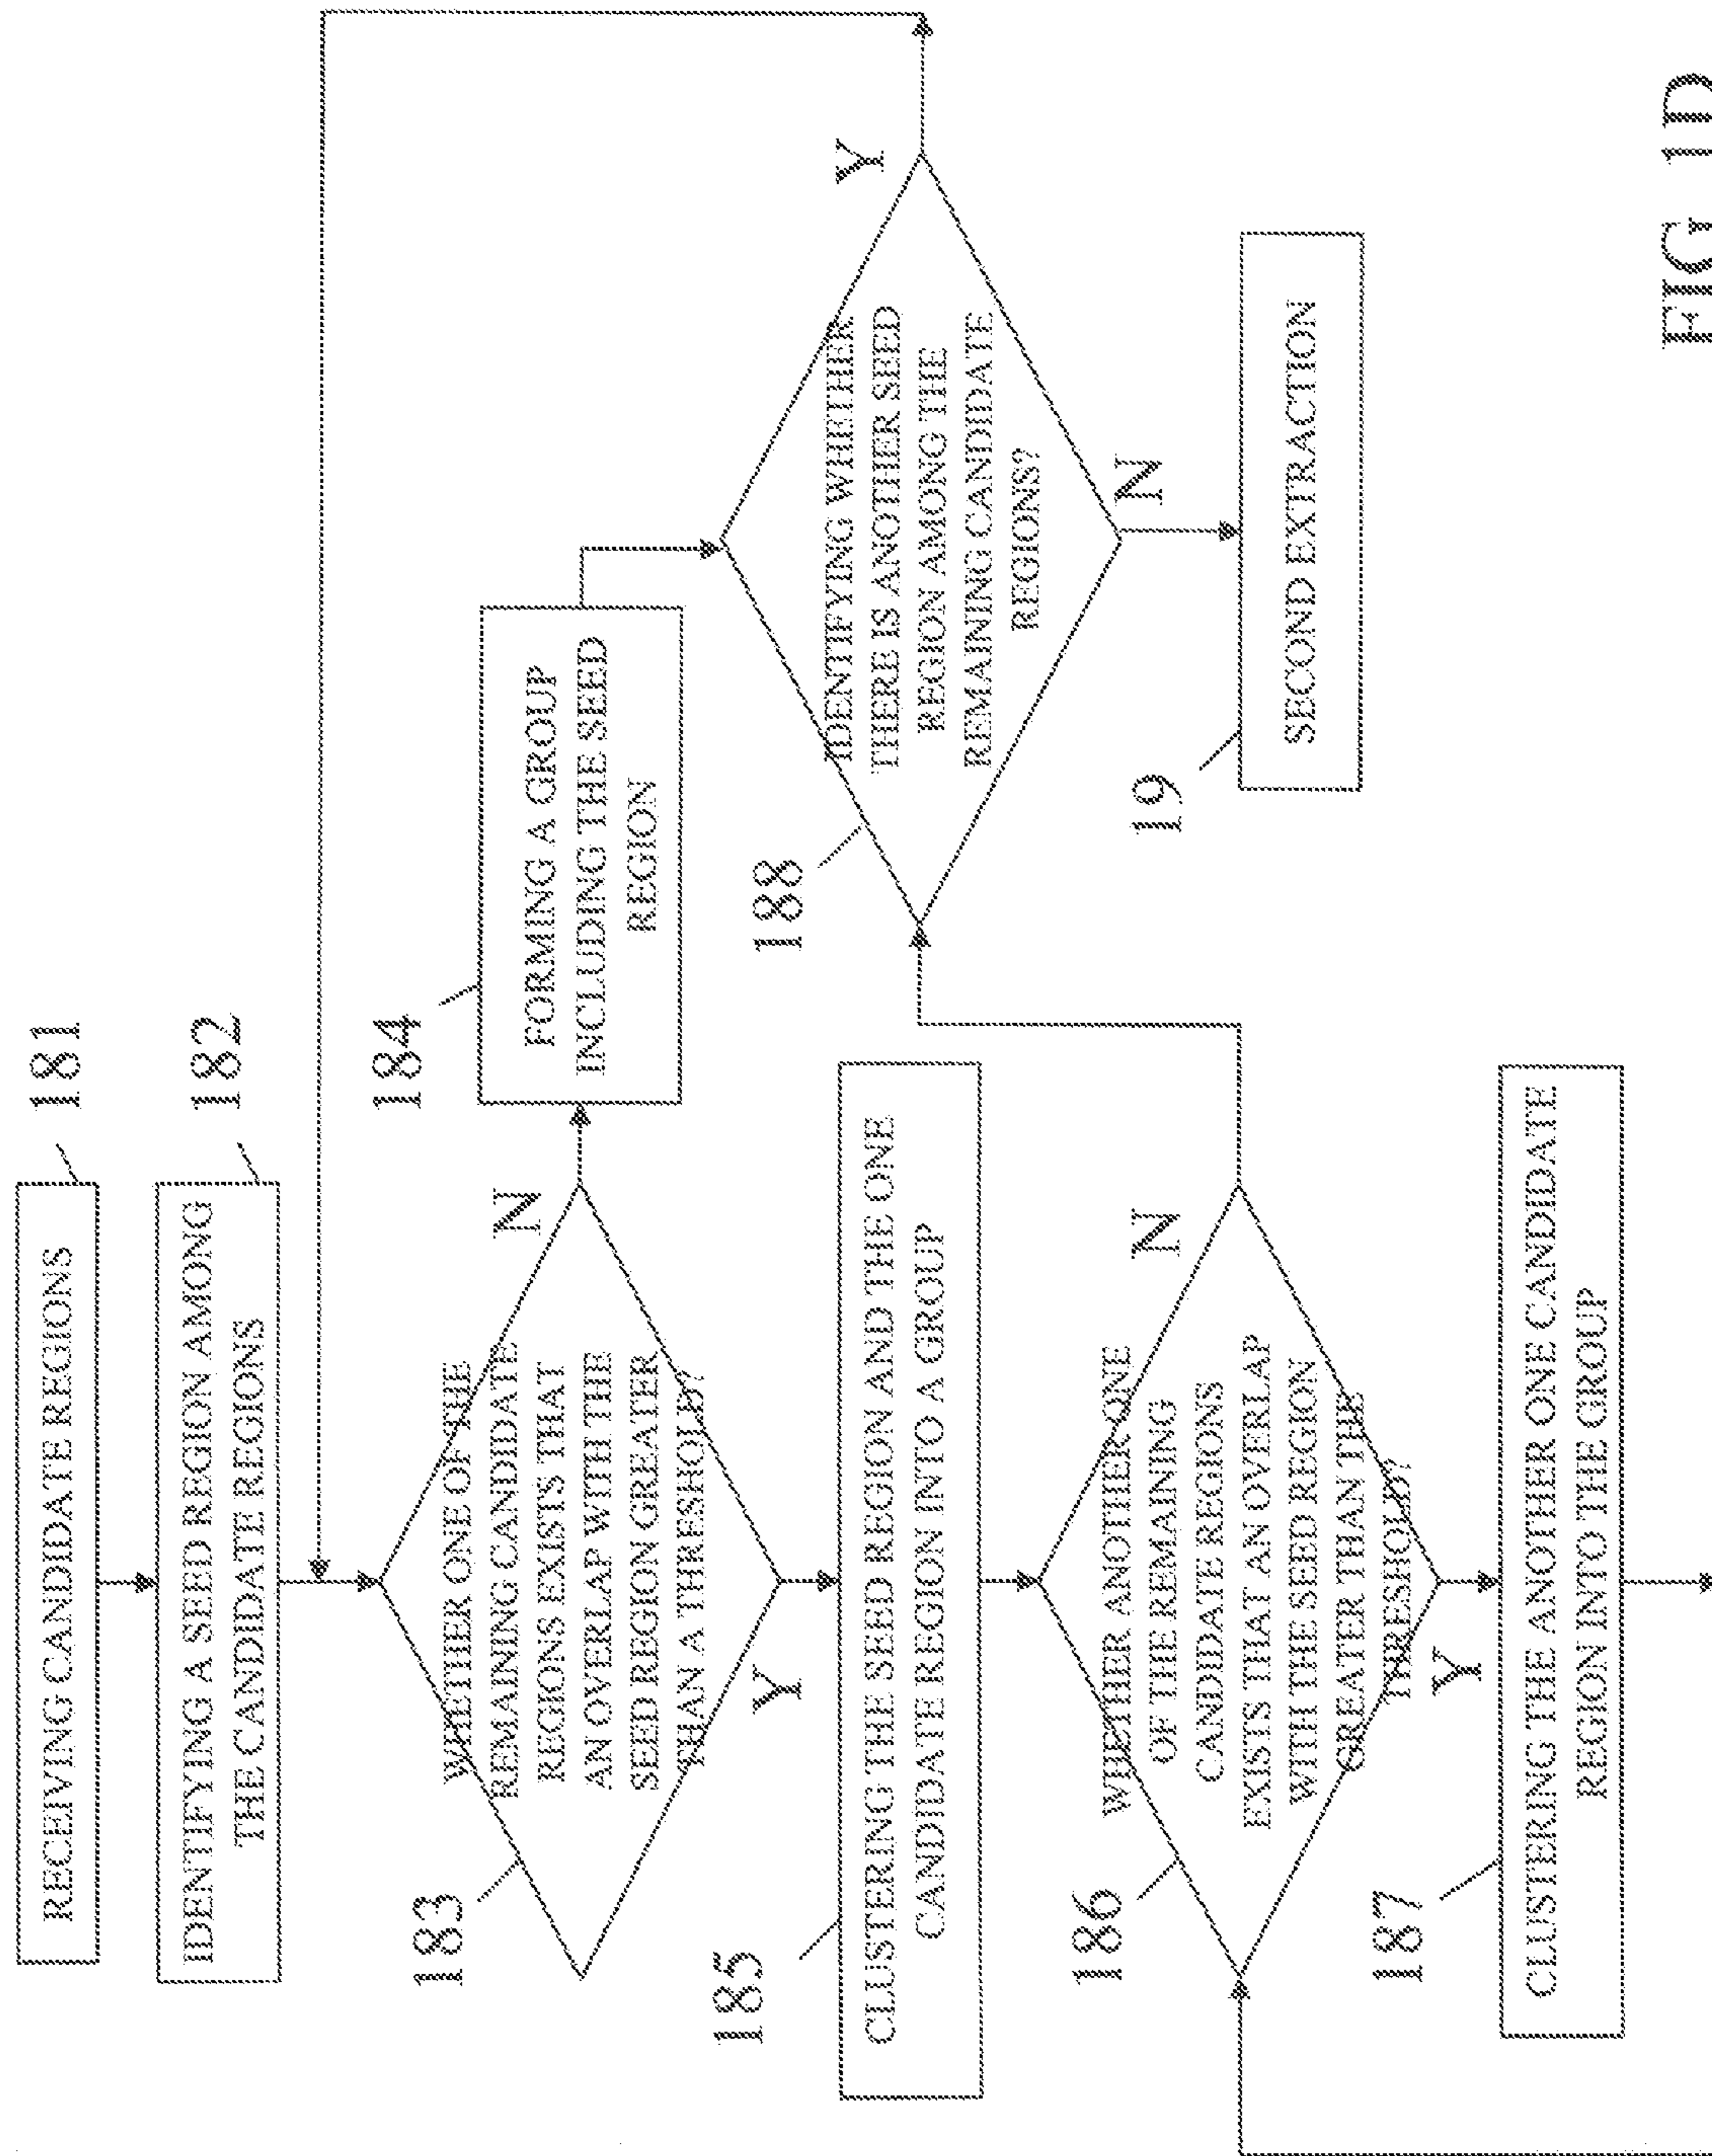 RECEIVING CANDIDATE REGIONS
181
IDENTIFYING A SEED REGION AMONG
THE CANDIDATE REGIONS
182
183
WHETHER ONE OF THE
REMAINING CANDIDATE
REGIONS EXISTS THAT
AN OVERLAP WITH THE
SEED REGION GREATER
THAN A THRESHOLD?
N
Y
184
FORMING A GROUP
INCLUDING THE SEED
REGION
185
CLUSTERING THE SEED REGION AND THE ONE
CANDIDATE REGION INTO A GROUP
186
WHETHER ANOTHER ONE
OF THE REMAINING
CANDIDATE REGIONS
EXISTS THAT AN OVERLAP
WITH THE SEED REGION
GREATER THAN THE
THRESHOLD?
N
Y
187
CLUSTERING THE ANOTHER ONE CANDIDATE
REGION INTO THE GROUP
188
IDENTIFYING WHETHER
THERE IS ANOTHER SEED
REGION AMONG THE
REMAINING CANDIDATE
REGIONS?
Y
N
19
SECOND EXTRACTION
FIG 1D